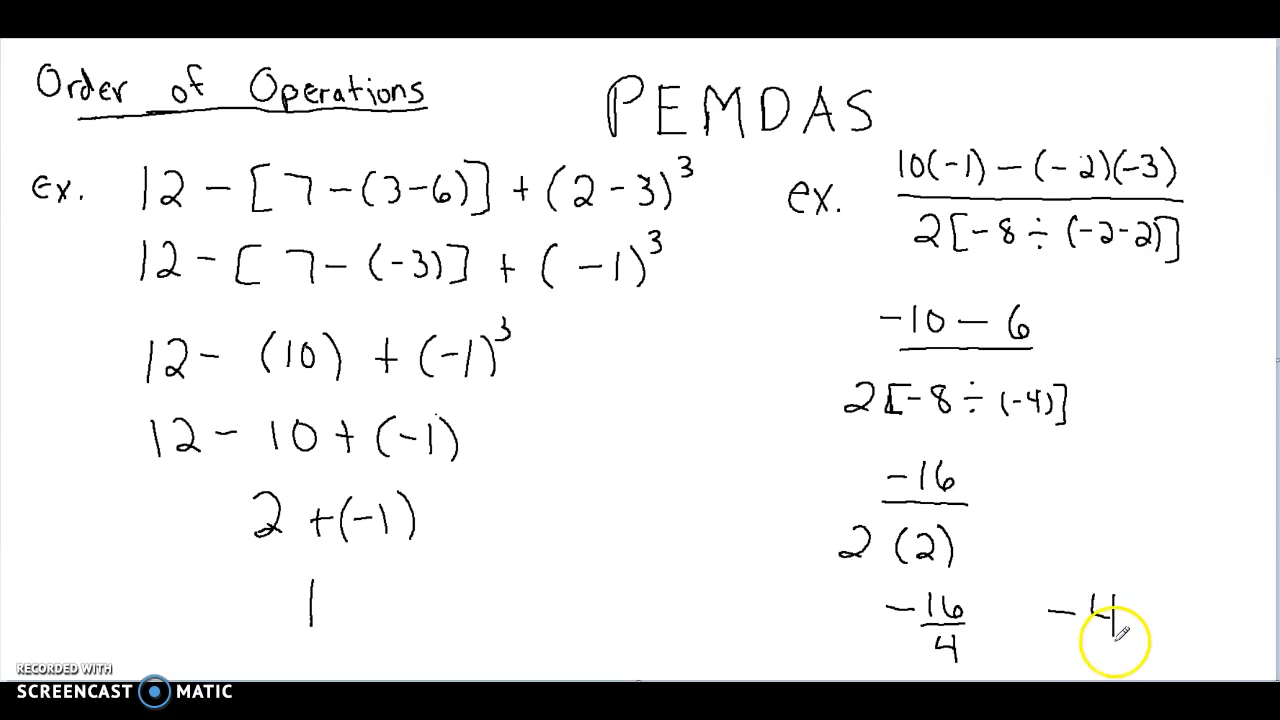 Order of Operations
PEMDAS
ex. 12 - [7 - (3-6)] + (2-3)³
12 - [7 - (-3)] + (-1)³
12 - (10) + (-1)³
12 - 10 + (-1)
2 + (-1)
1
ex. 10(-1) - (-2)(-3)
2[-8 ÷ (-2-2)]
-10 - 6
2[-8 ÷ (-4)]
-16
2 (2)
-16 -4
4
RECORDED WITH
SCREENCAST MATIC